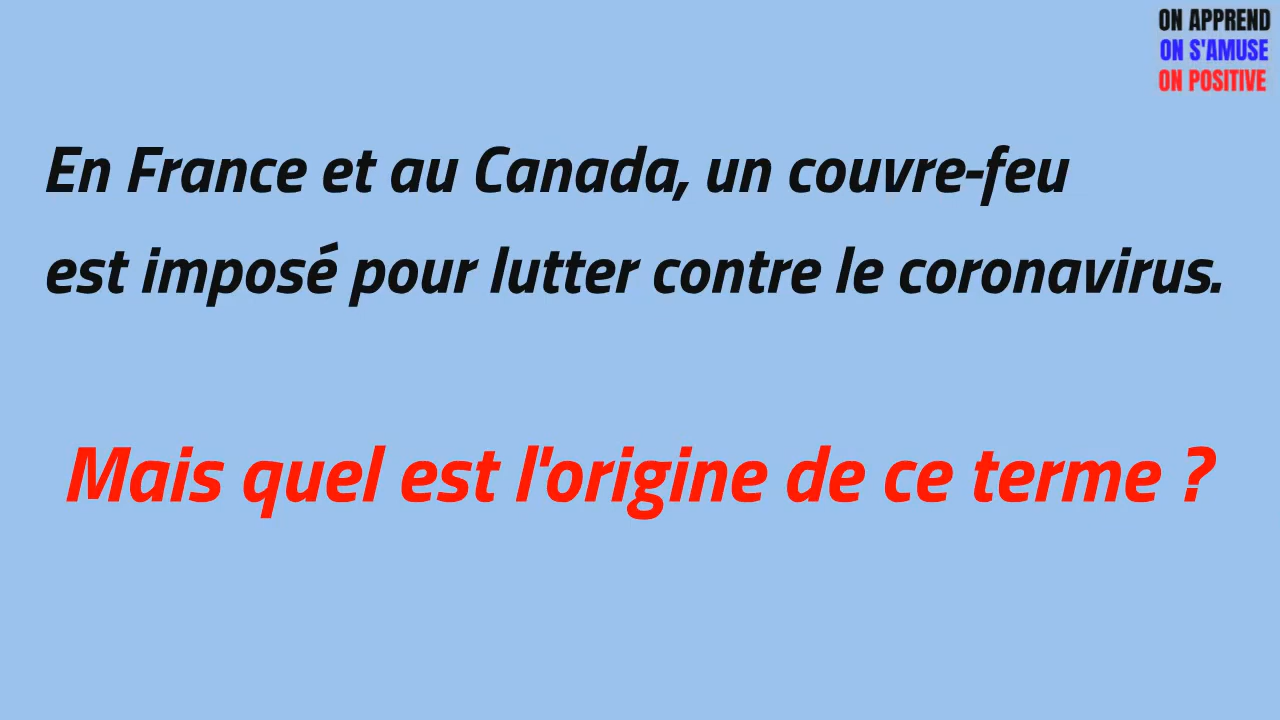 ON APPREND
ON S'AMUSE
ON POSITIVE
En France et au Canada, un couvre-feu
est imposé pour lutter contre le coronavirus.
Mais quel est l'origine de ce terme ?